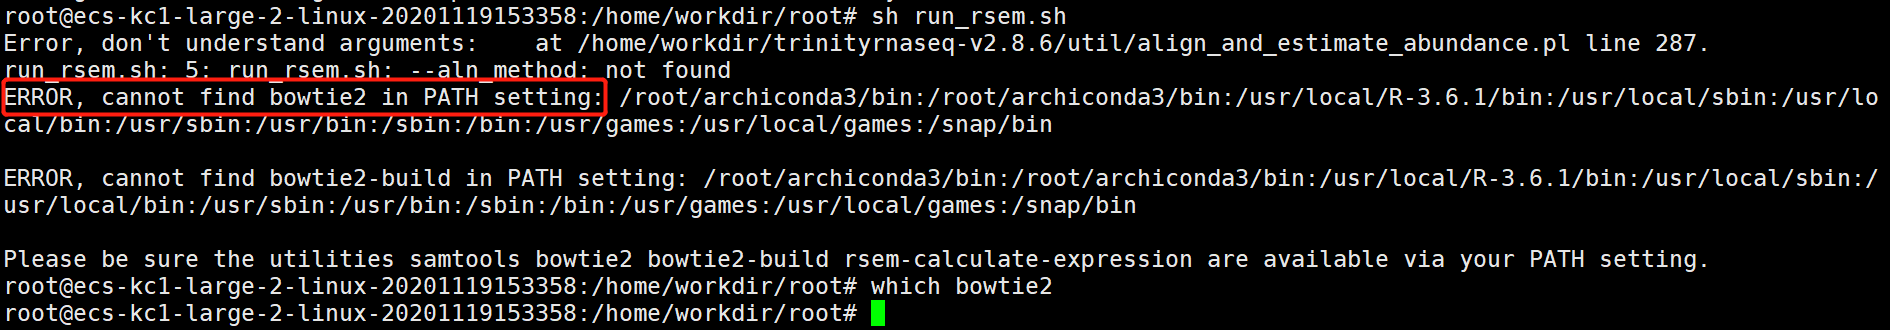 root@ecs-kc1-large-2-linux-20201119153358:/home/workdir/root# sh run_rsem.sh
Error, don't understand arguments:    at /home/workdir/trinityrnaseq-v2.8.6/util/align_and_estimate_abundance.pl line 287.
run_rsem.sh: 5: run_rsem.sh: --aln_method: not found
ERROR, cannot find bowtie2 in PATH setting: /root/archiconda3/bin:/root/archiconda3/bin:/usr/local/R-3.6.1/bin:/usr/local/sbin:/usr/lo
cal/bin:/usr/sbin:/usr/bin:/sbin:/bin:/usr/games:/usr/local/games:/snap/bin
ERROR, cannot find bowtie2-build in PATH setting: /root/archiconda3/bin:/root/archiconda3/bin:/usr/local/R-3.6.1/bin:/usr/local/sbin:/
usr/local/bin:/usr/sbin:/usr/bin:/sbin:/bin:/usr/games:/usr/local/games:/snap/bin
Please be sure the utilities samtools bowtie2 bowtie2-build rsem-calculate-expression are available via your PATH setting.
root@ecs-kc1-large-2-linux-20201119153358:/home/workdir/root# which bowtie2
root@ecs-kc1-large-2-linux-20201119153358:/home/workdir/root#